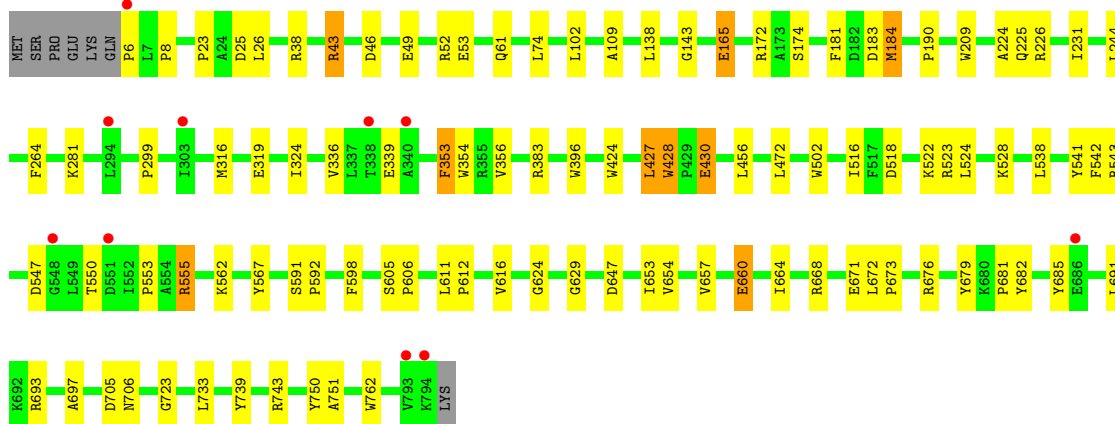 MET SER PRO GLU LYS GLN P6 L7 P8 P23 A24 D25 L26 R38 R43 D46 E49 R52 E53 Q61 L74 L102 A109 L138 G143 E165 R172 A173 S174 F181 D182 D183 M184 P190 W209 A224 Q225 R226 I231
F264 K281 L294 P299 I303 M316 E319 I324 V336 L337 T338 E339 A340 F353 W354 R355 V356 R383 W396 W424 L427 W428 P429 E430 L456 L472 W502 I516 F517 D518 K522 R523 L524 K528 L538 Y541 F542
D547 G548 L549 T550 D551 I552 P553 A554 R555 K562 Y567 S591 P592 F598 S605 P606 L611 P612 V616 G624 G629 D647 I653 V654 V657 E660 I664 R668 E671 L672 P673 R676 Y679 K680 P681 Y682 Y685 E686 L691
K692 R693 A697 D705 N706 G723 L733 Y739 R743 Y750 A751 W762 V793 K794 LYS